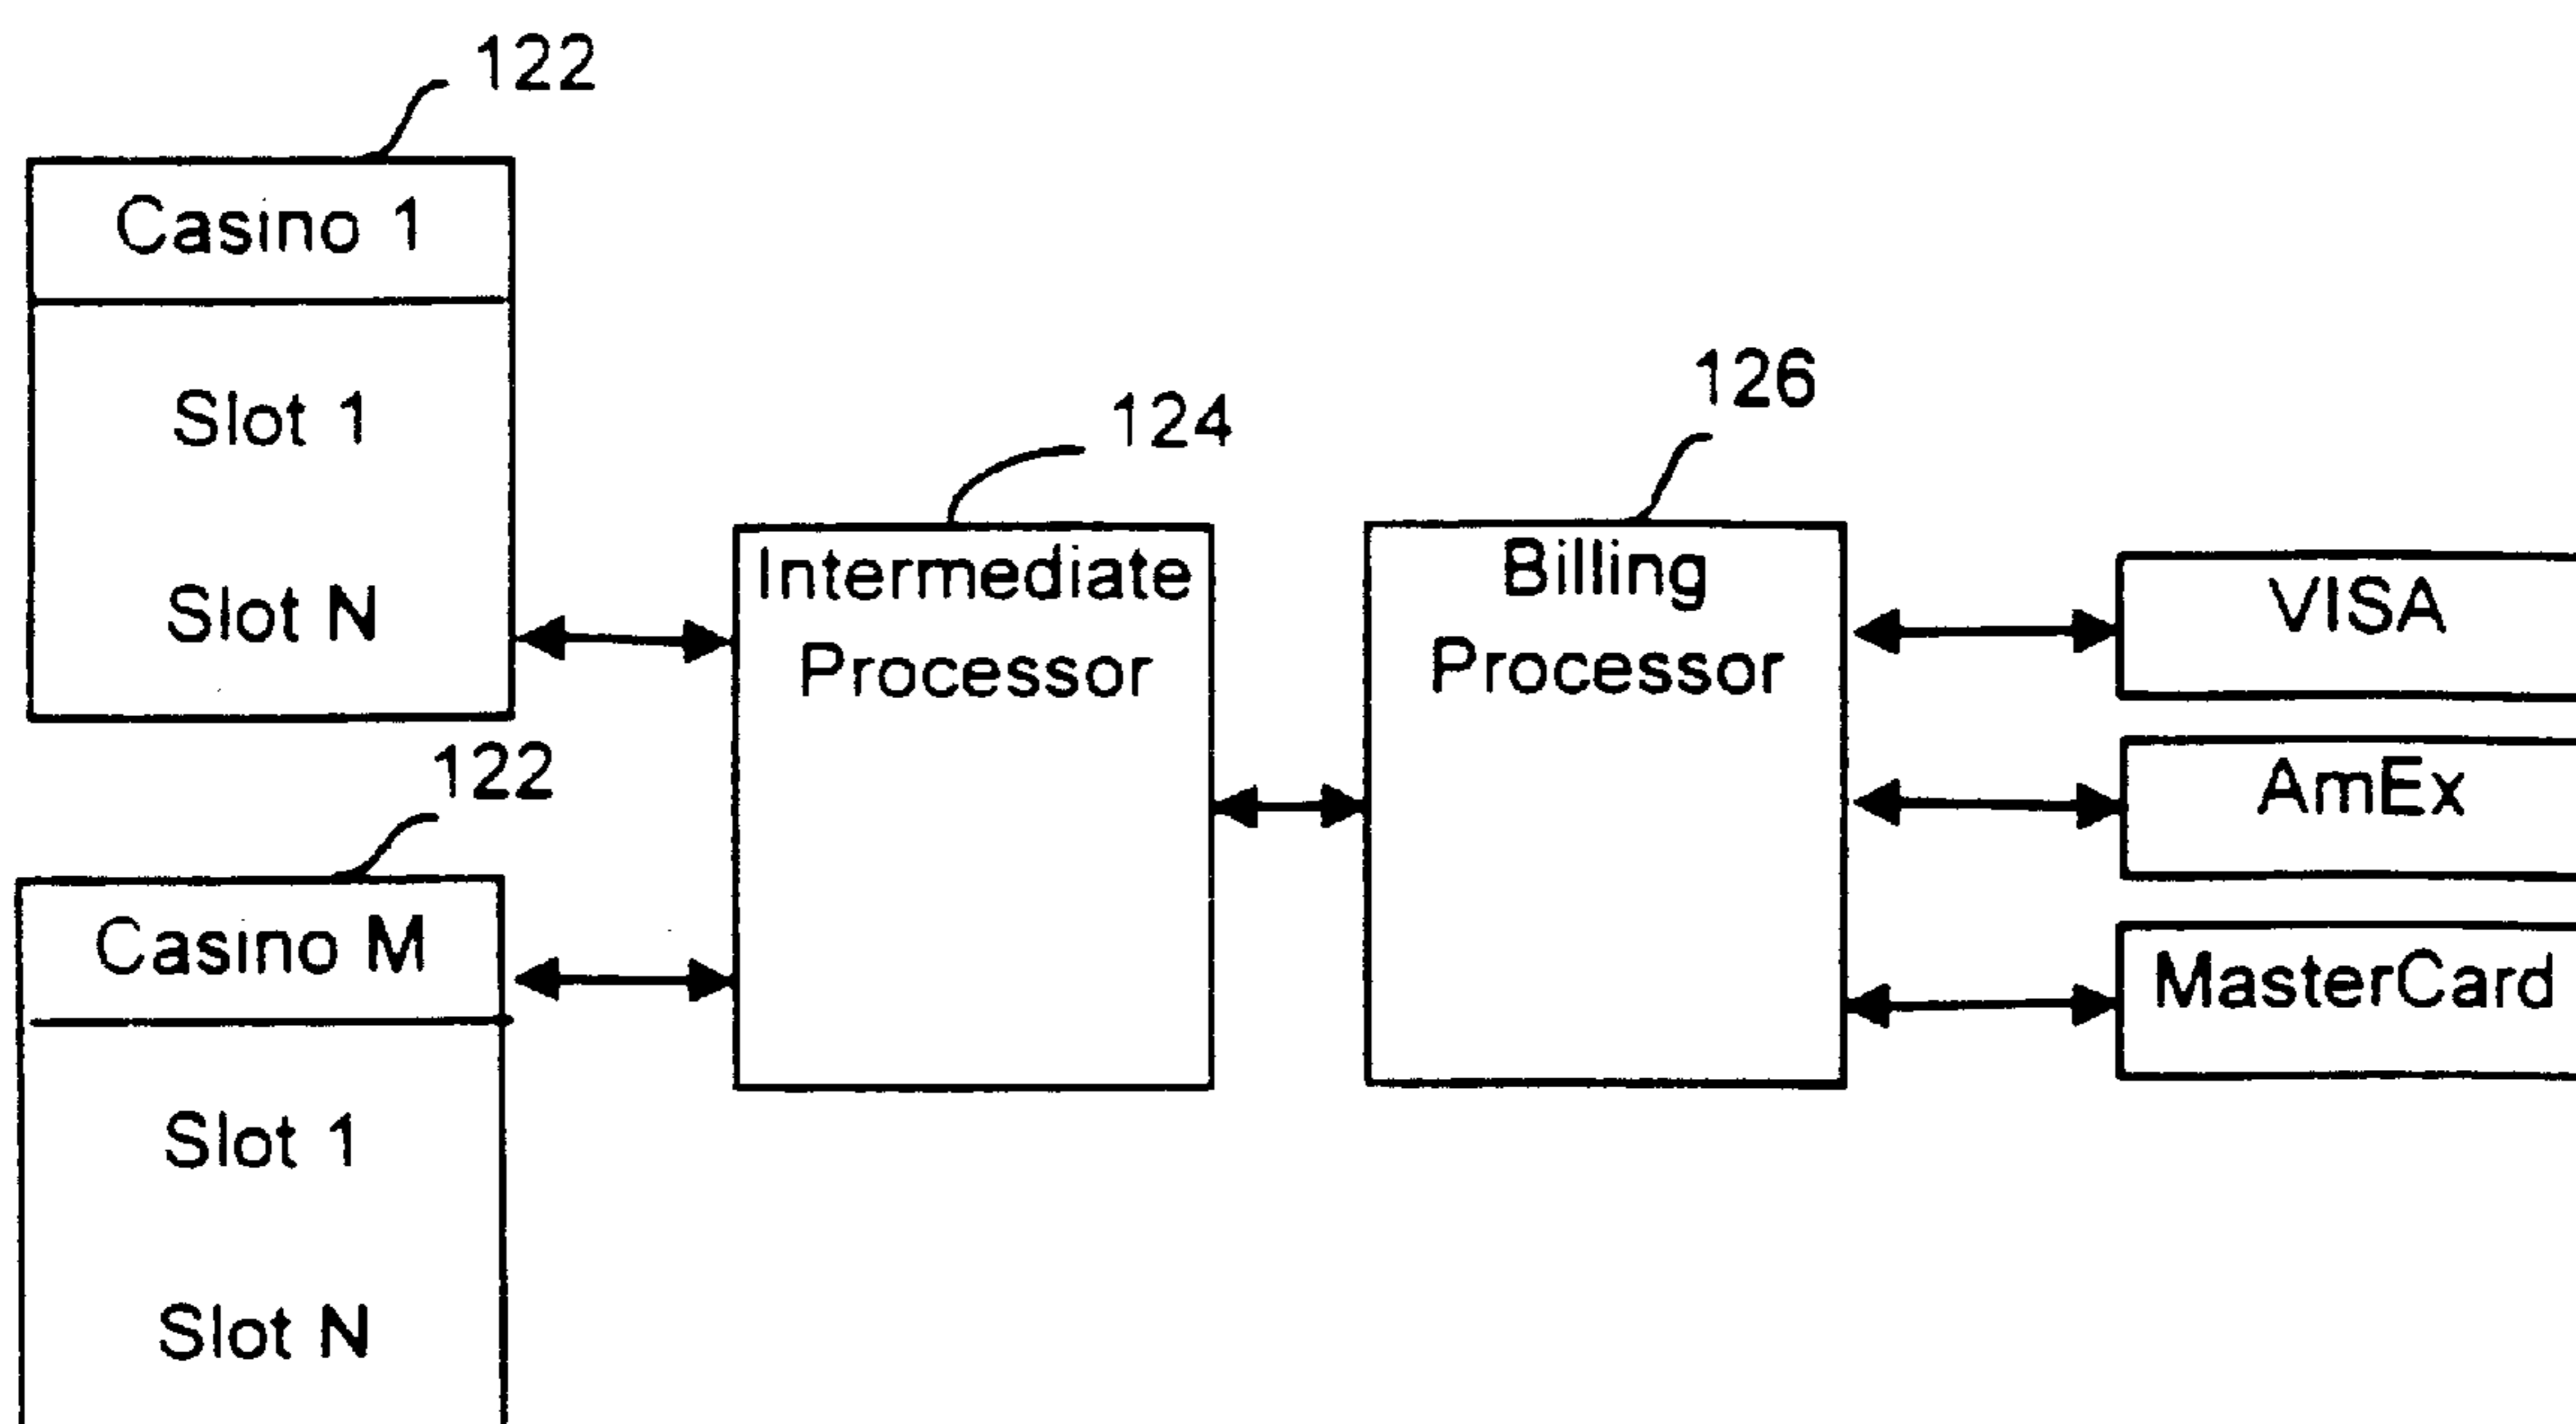 122
Casino 1
Slot 1
Slot N
122
Casino M
Slot 1
Slot N
124
Intermediate
Processor
126
Billing
Processor
VISA
AmEx
MasterCard